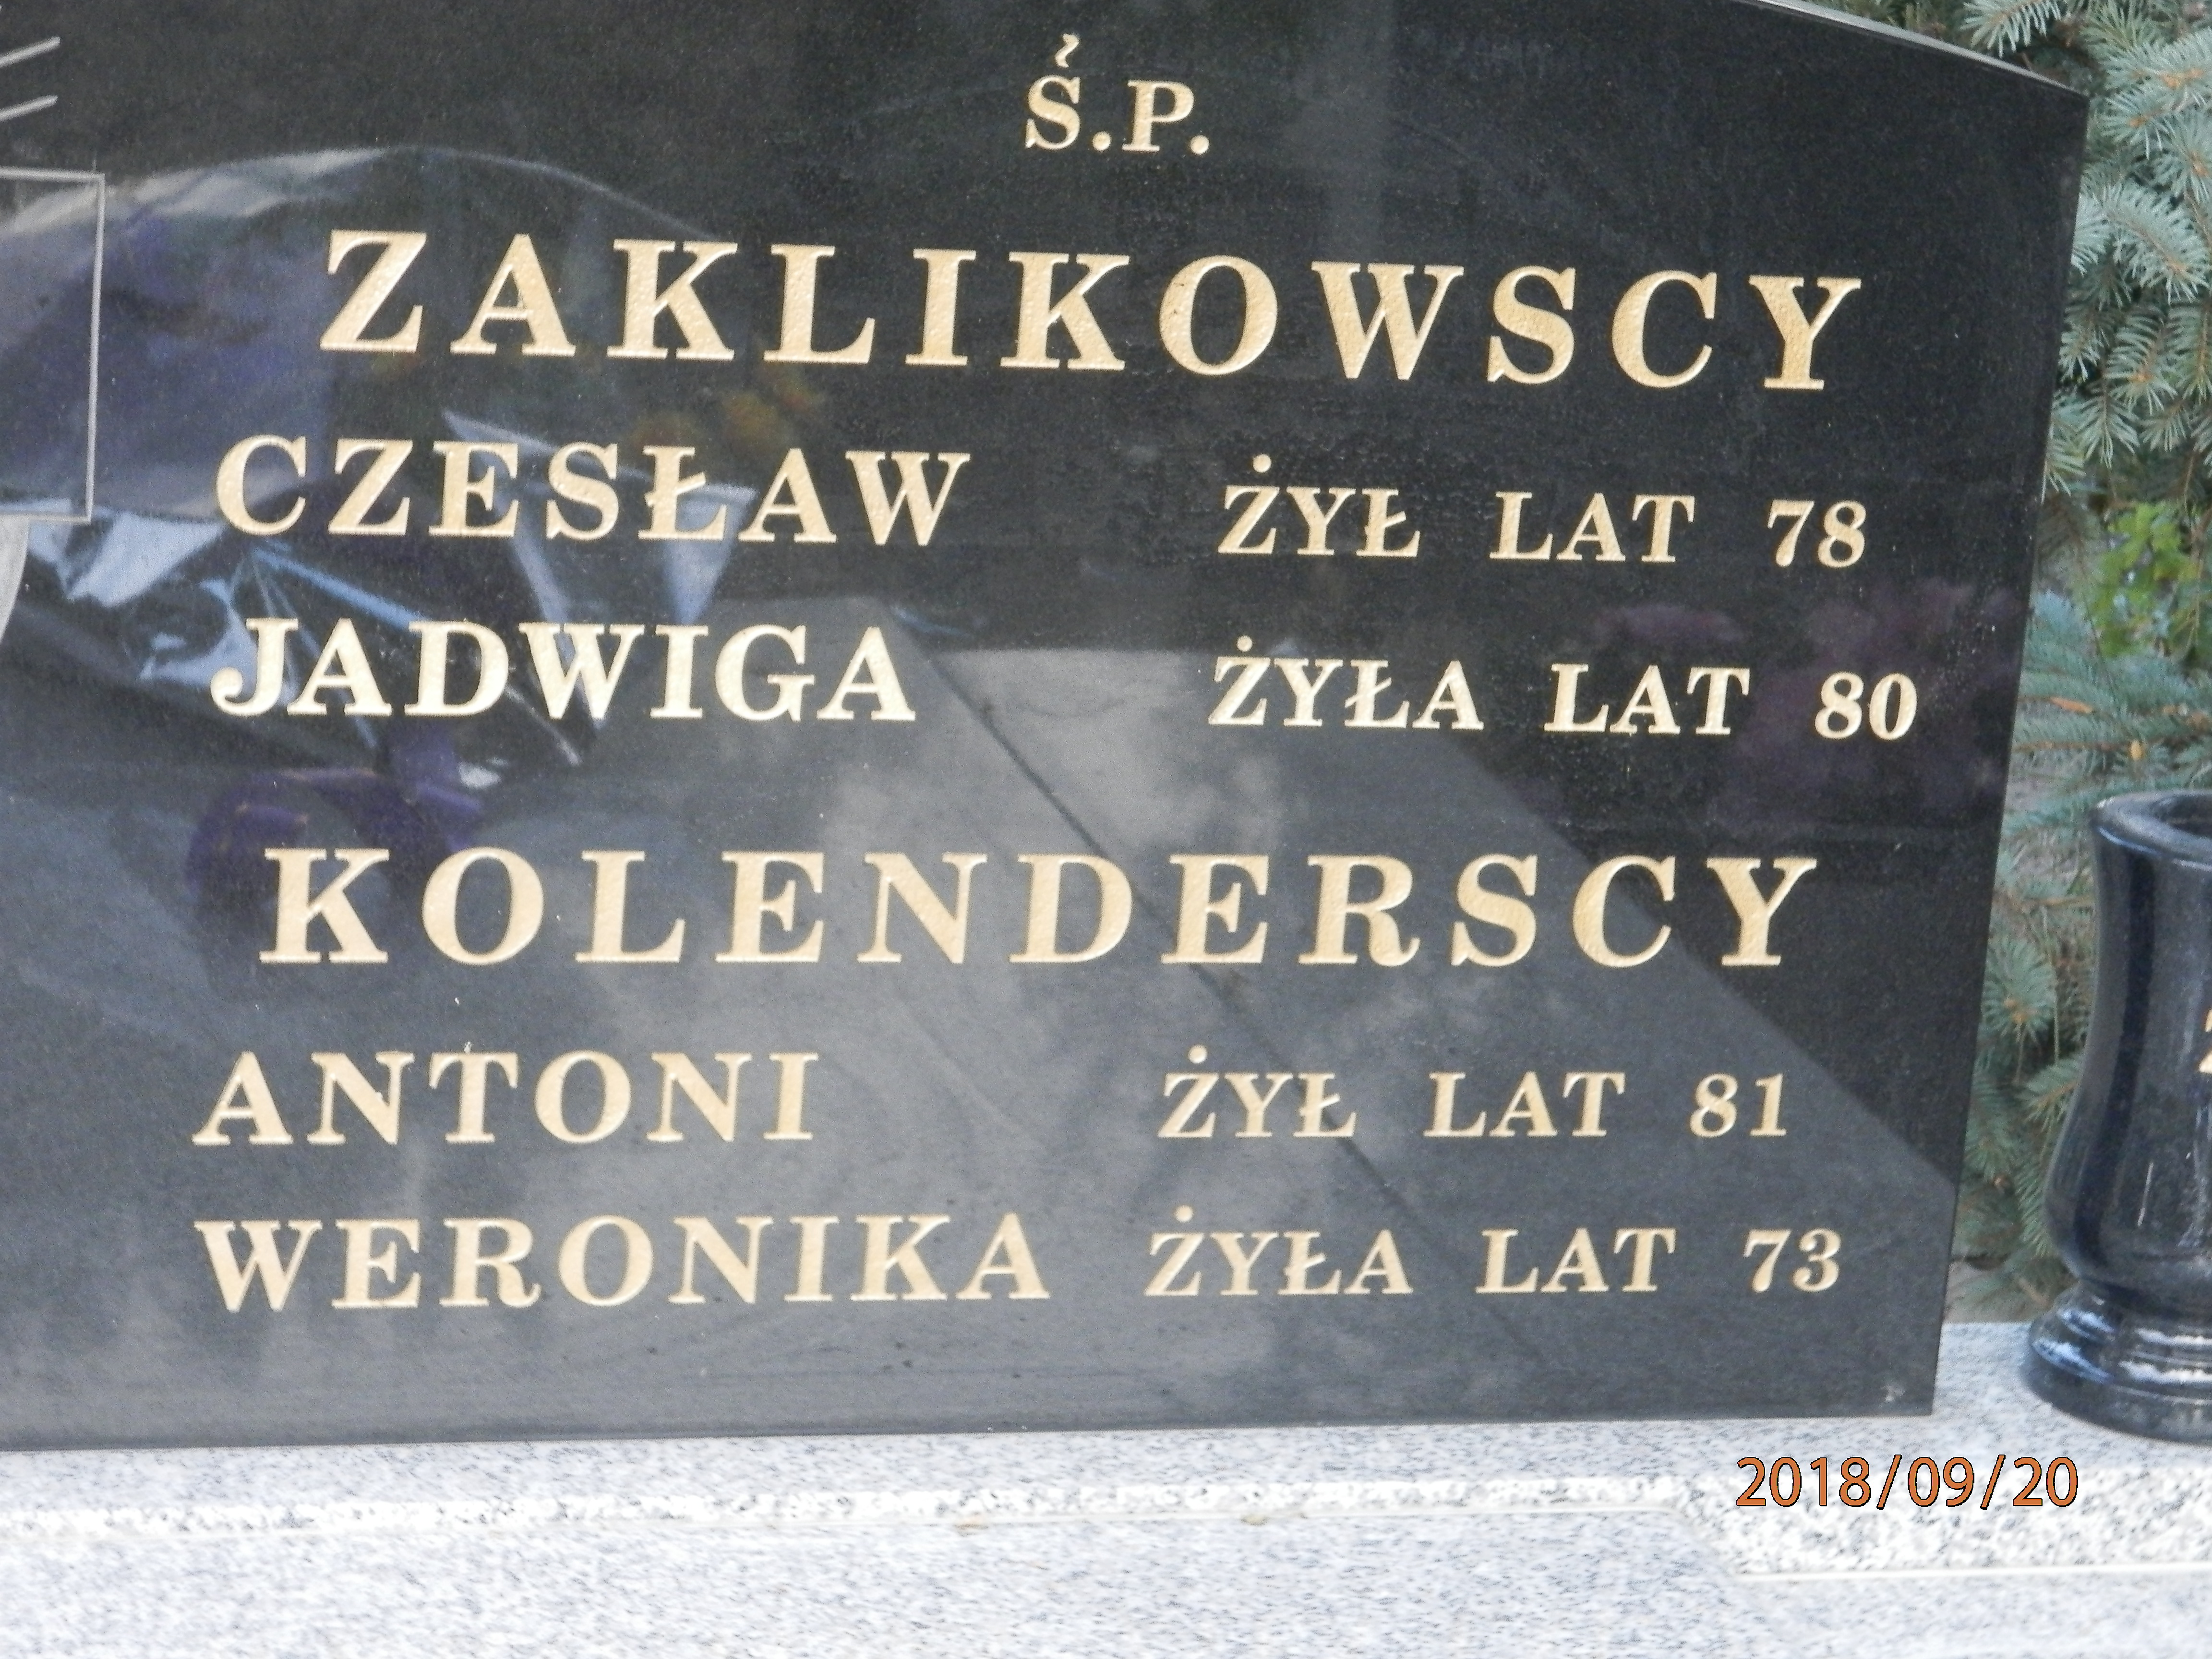 Ś.P.
ZAKLIKOWSCY
CZESŁAW ŻYŁ LAT 78
JADWIGA ŻYŁA LAT 80
KOLENDERSCY
ANTONI ŻYŁ LAT 81
WERONIKA ŻYŁA LAT 73
2018/09/20